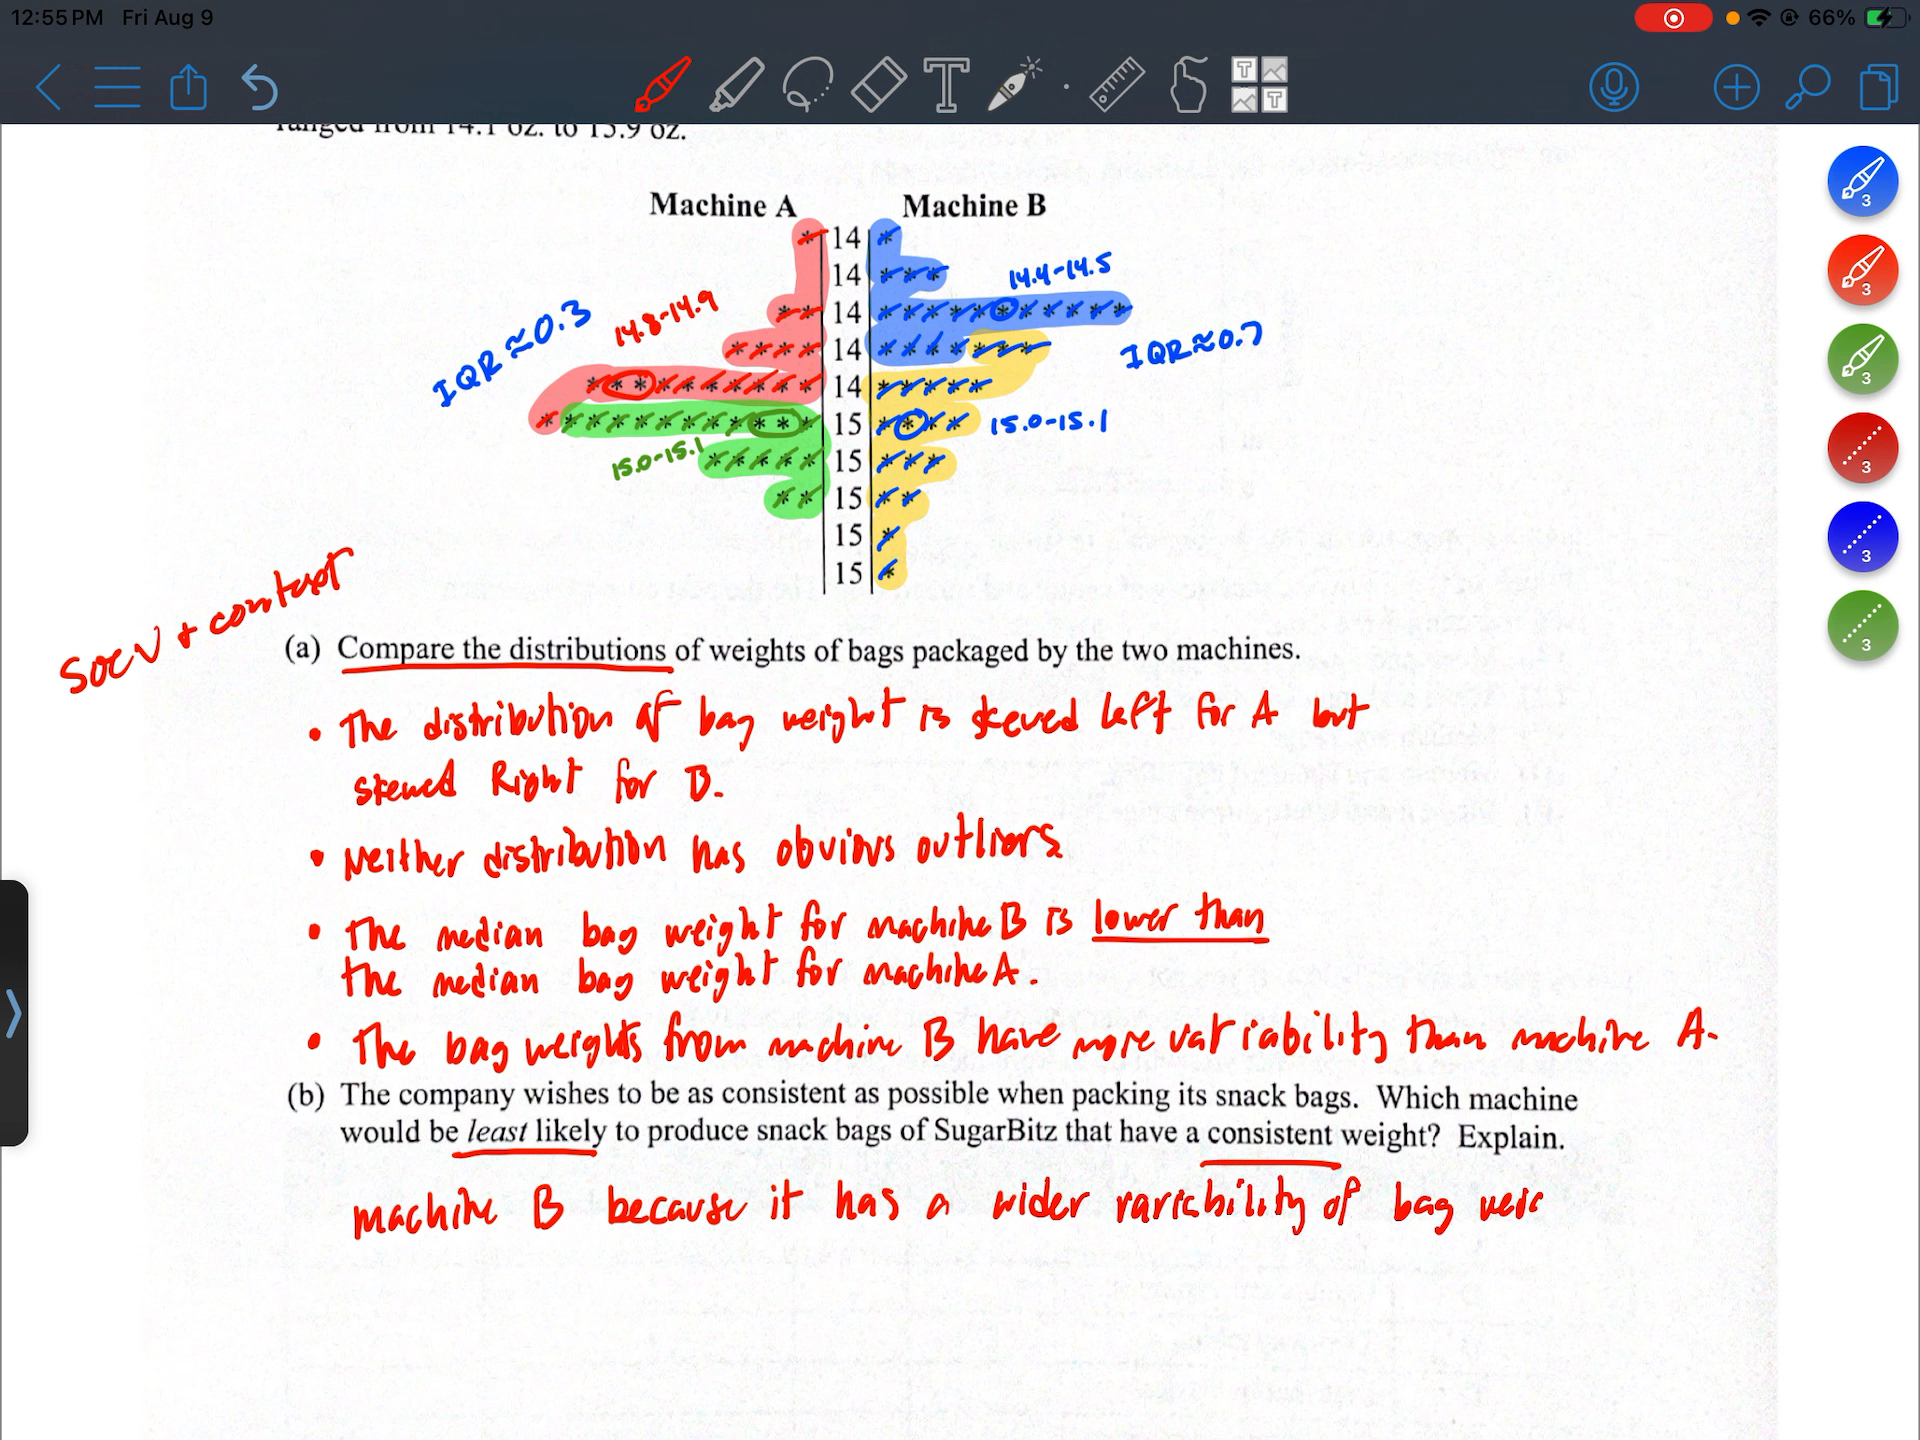 12:55 PM Fri Aug 9
66%
ranged from 14.1 oz. to 15.9 oz.
Machine A Machine B
* 14 *
14 * * *
14.4-14.5
* * 14 * * * * * * * * * * *
IQR ≈ 0.3
14.8-14.9
* * * * 14 * * * * * * *
IQR ≈ 0.7
* * * * * * * * * * 14 * * * * *
* * * * * * * * * * * * 15 * * * *
15.0-15.1
15.0-15.1
* * * * * 15 * * *
* * 15 * *
15 *
15 *
SOCV + context
(a) Compare the distributions of weights of bags packaged by the two machines.
• The distribution of bag weight is skewed left for A but
skewed Right for B.
• Neither distribution has obvious outliers
• The median bag weight for machine B is lower than
the median bag weight for machine A.
• The bag weights from machine B have more variability than machine A.
(b) The company wishes to be as consistent as possible when packing its snack bags. Which machine
would be least likely to produce snack bags of SugarBitz that have a consistent weight? Explain.
machine B because it has a wider variability of bag weig
3
3
3
3
3
3